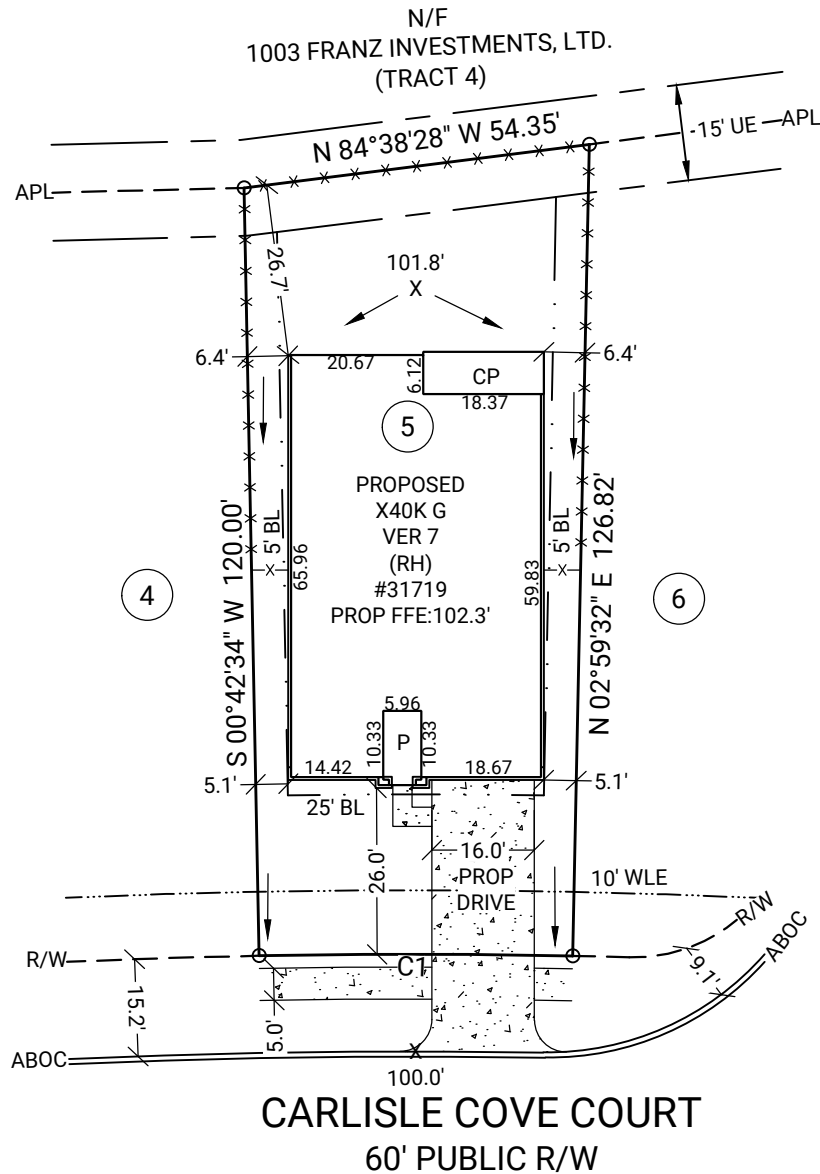 N/F
1003 FRANZ INVESTMENTS, LTD.
(TRACT 4)
N 84°38'28" W 54.35'
15' UE
APL
APL
26.7'
101.8'
X
6.4'
6.4'
20.67
6.12
CP
18.37
5
PROPOSED
X40K G
VER 7
(RH)
#31719
PROP FFE:102.3'
S 00°42'34" W 120.00'
5' BL
X
65.96
59.83
5' BL
X
N 02°59'32" E 126.82'
4
6
5.96
10.33
P
10.33
14.42
18.67
5.1'
5.1'
25' BL
26.0'
16.0'
PROP
DRIVE
10' WLE
R/W
R/W
C1
ABOC
9.1'
15.2'
5.0'
ABOC
X
100.0'
CARLISLE COVE COURT
60' PUBLIC R/W